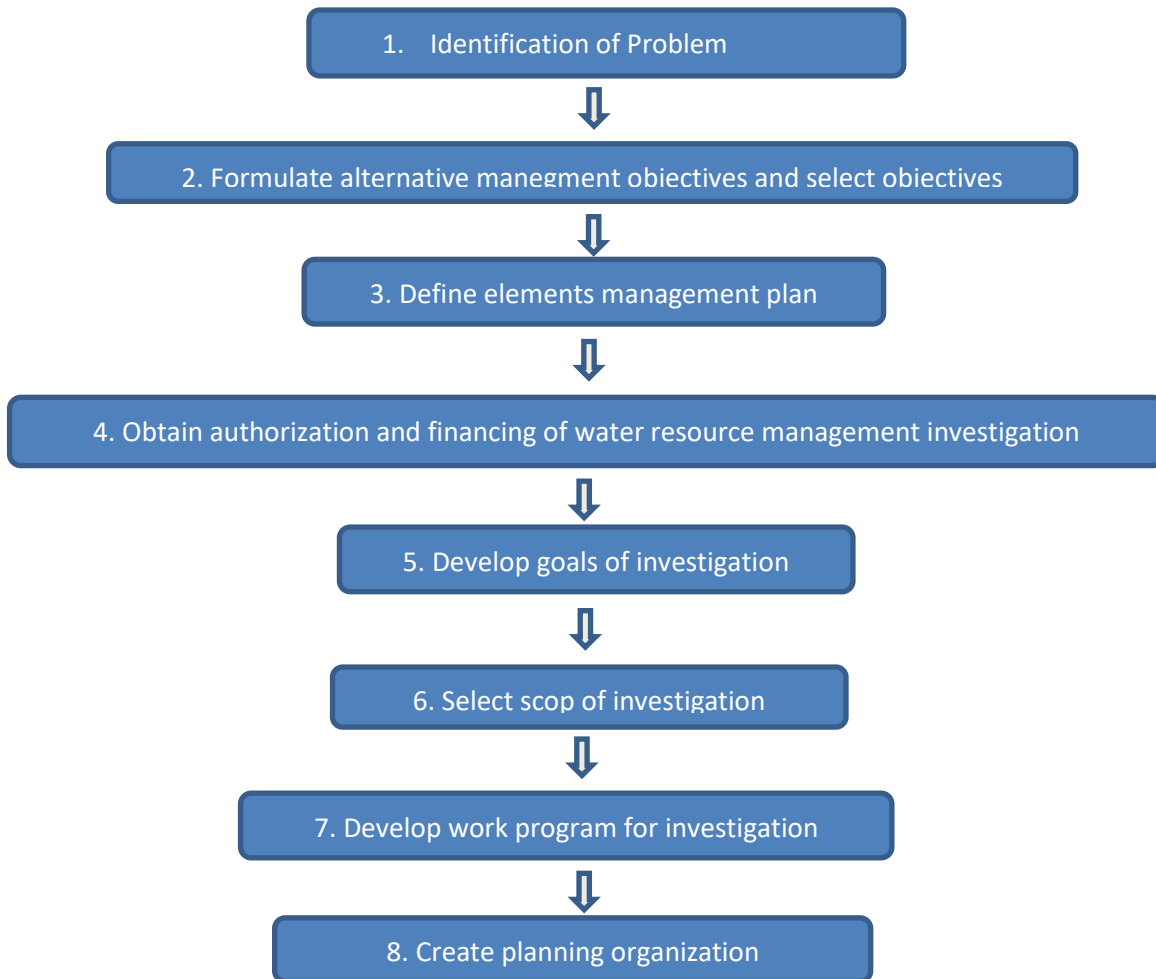 1. Identification of Problem
2. Formulate alternative manegment objectives and select objectives
3. Define elements management plan
4. Obtain authorization and financing of water resource management investigation
5. Develop goals of investigation
6. Select scop of investigation
7. Develop work program for investigation
8. Create planning organization